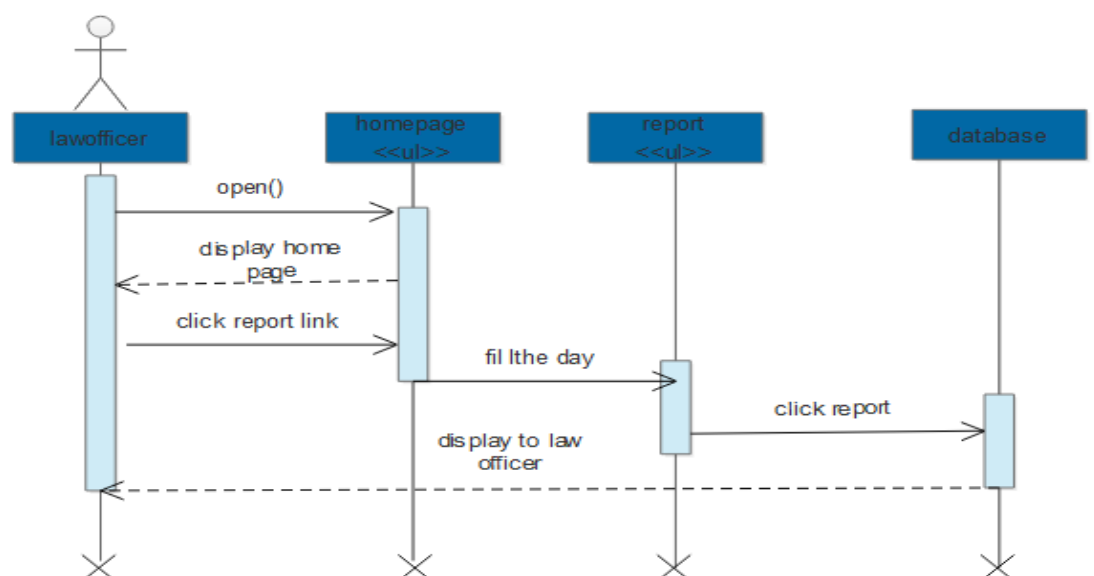 lawofficer
homepage
<<ul>>
report
<<ul>>
database
open()
display home
page
click report link
fil lthe day
click report
display to law
officer